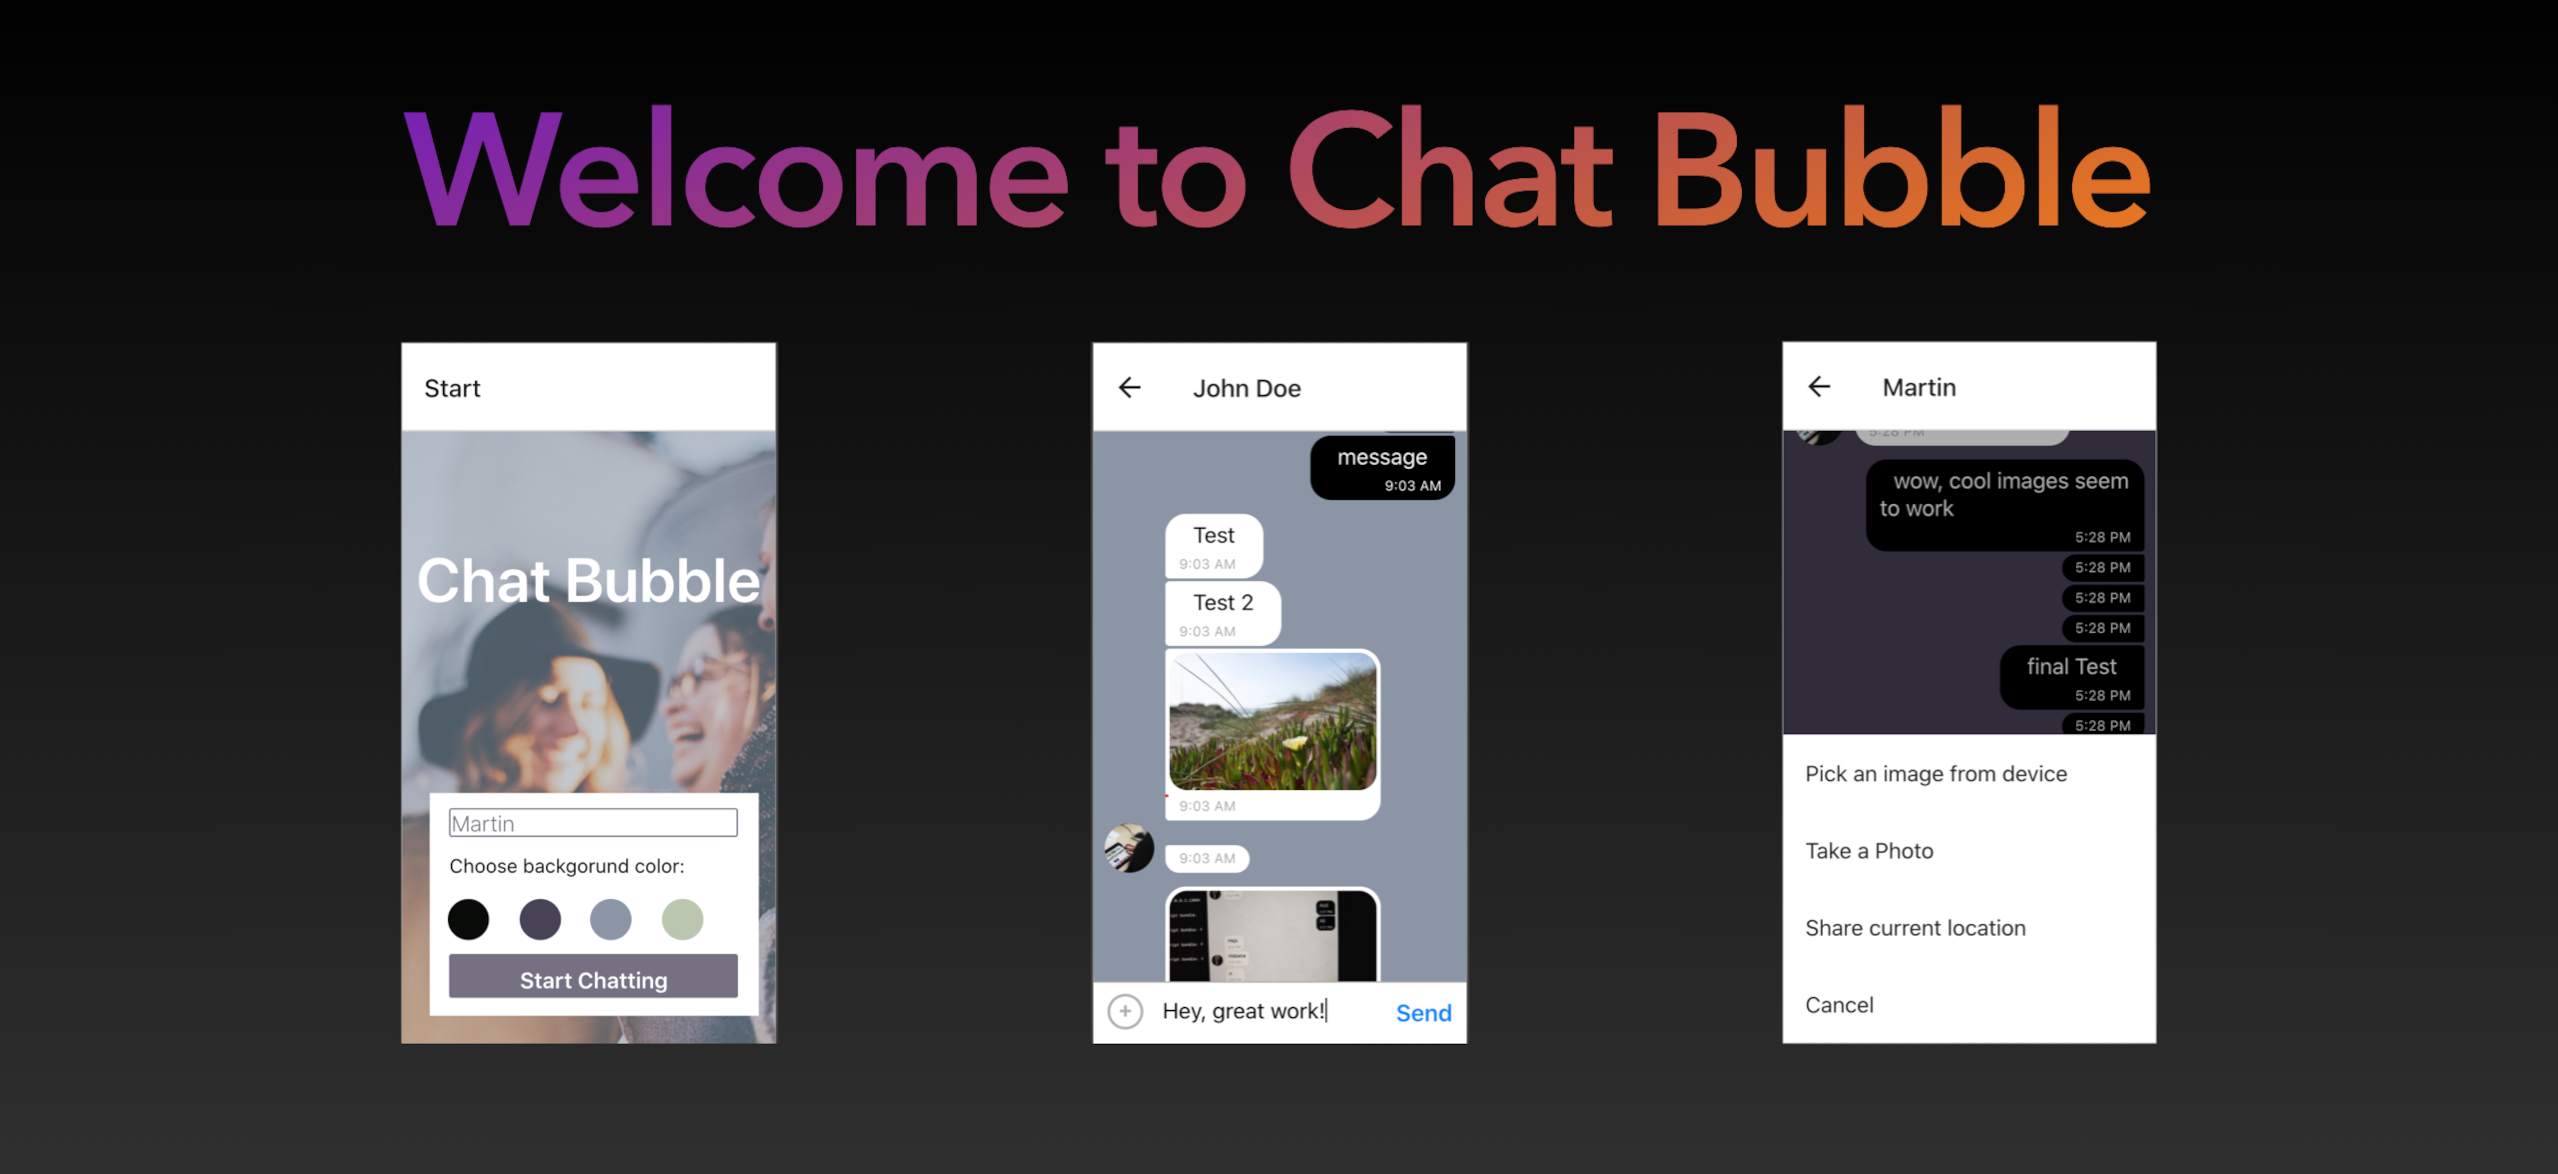 Welcome to Chat Bubble
Start
Chat Bubble
Martin
Choose backgorund color:
Start Chatting
John Doe
message
9:03 AM
Test
9:03 AM
Test 2
9:03 AM
9:03 AM
9:03 AM
+
Hey, great work!
Send
Martin
5:28 PM
wow, cool images seem
to work
5:28 PM
5:28 PM
5:28 PM
5:28 PM
final Test
5:28 PM
5:28 PM
Pick an image from device
Take a Photo
Share current location
Cancel